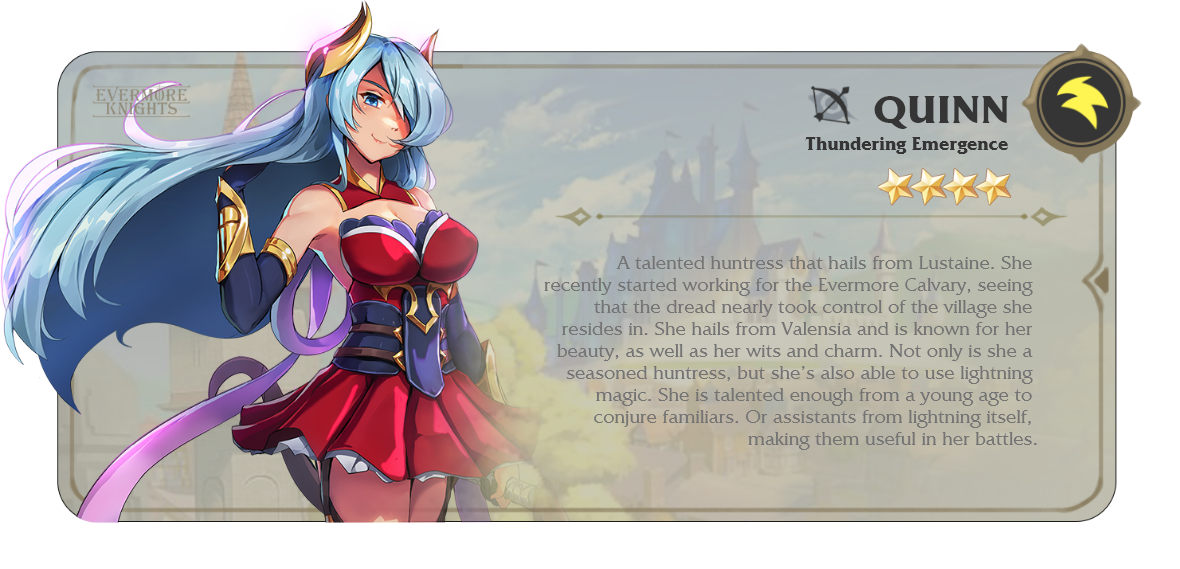 EVERMORE
KNIGHTS
QUINN
Thundering Emergence
A talented huntress that hails from Lustaine. She
recently started working for the Evermore Calvary, seeing
that the dread nearly took control of the village she
resides in. She hails from Valensia and is known for her
beauty, as well as her wits and charm. Not only is she a
seasoned huntress, but she's also able to use lightning
magic. She is talented enough from a young age to
conjure familiars. Or assistants from lightning itself,
making them useful in her battles.